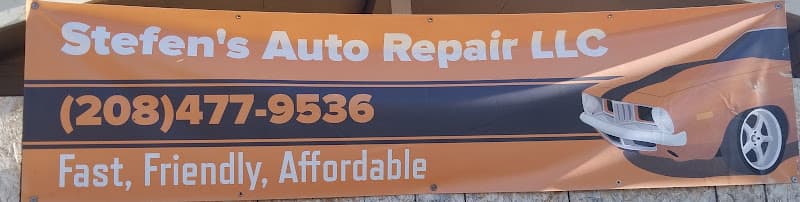 Stefen's Auto Repair LLC
(208)477-9536
Fast, Friendly, Affordable